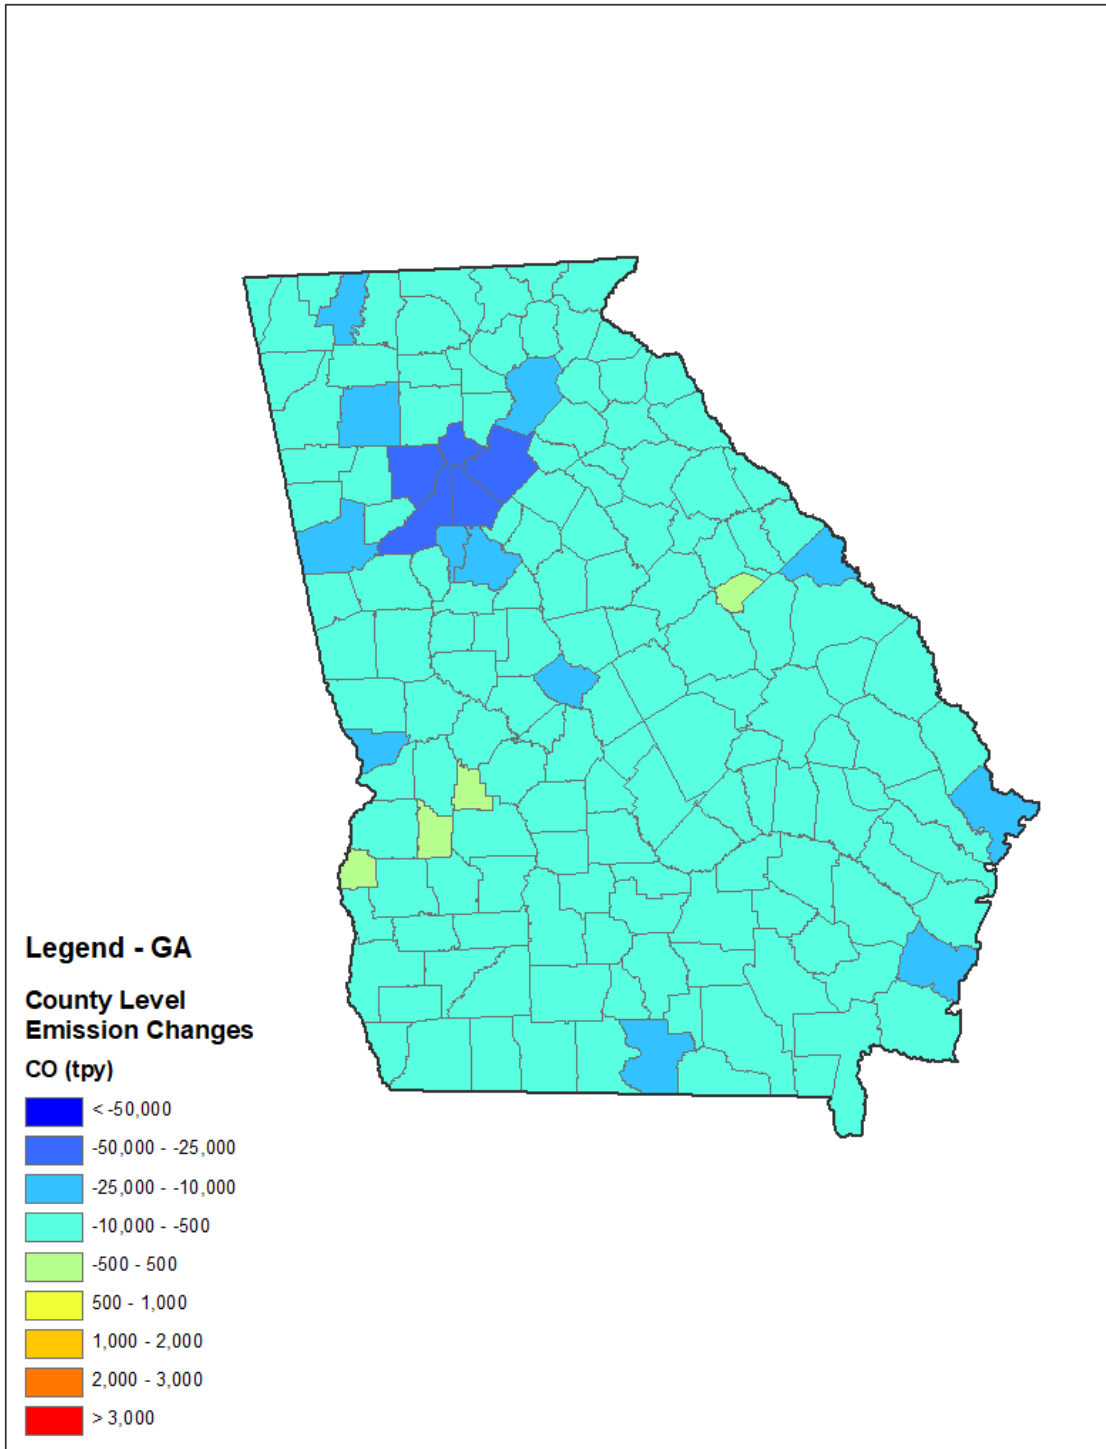 Legend - GA
County Level
Emission Changes
CO (tpy)
< -50,000
-50,000 - -25,000
-25,000 - -10,000
-10,000 - -500
-500 - 500
500 - 1,000
1,000 - 2,000
2,000 - 3,000
> 3,000